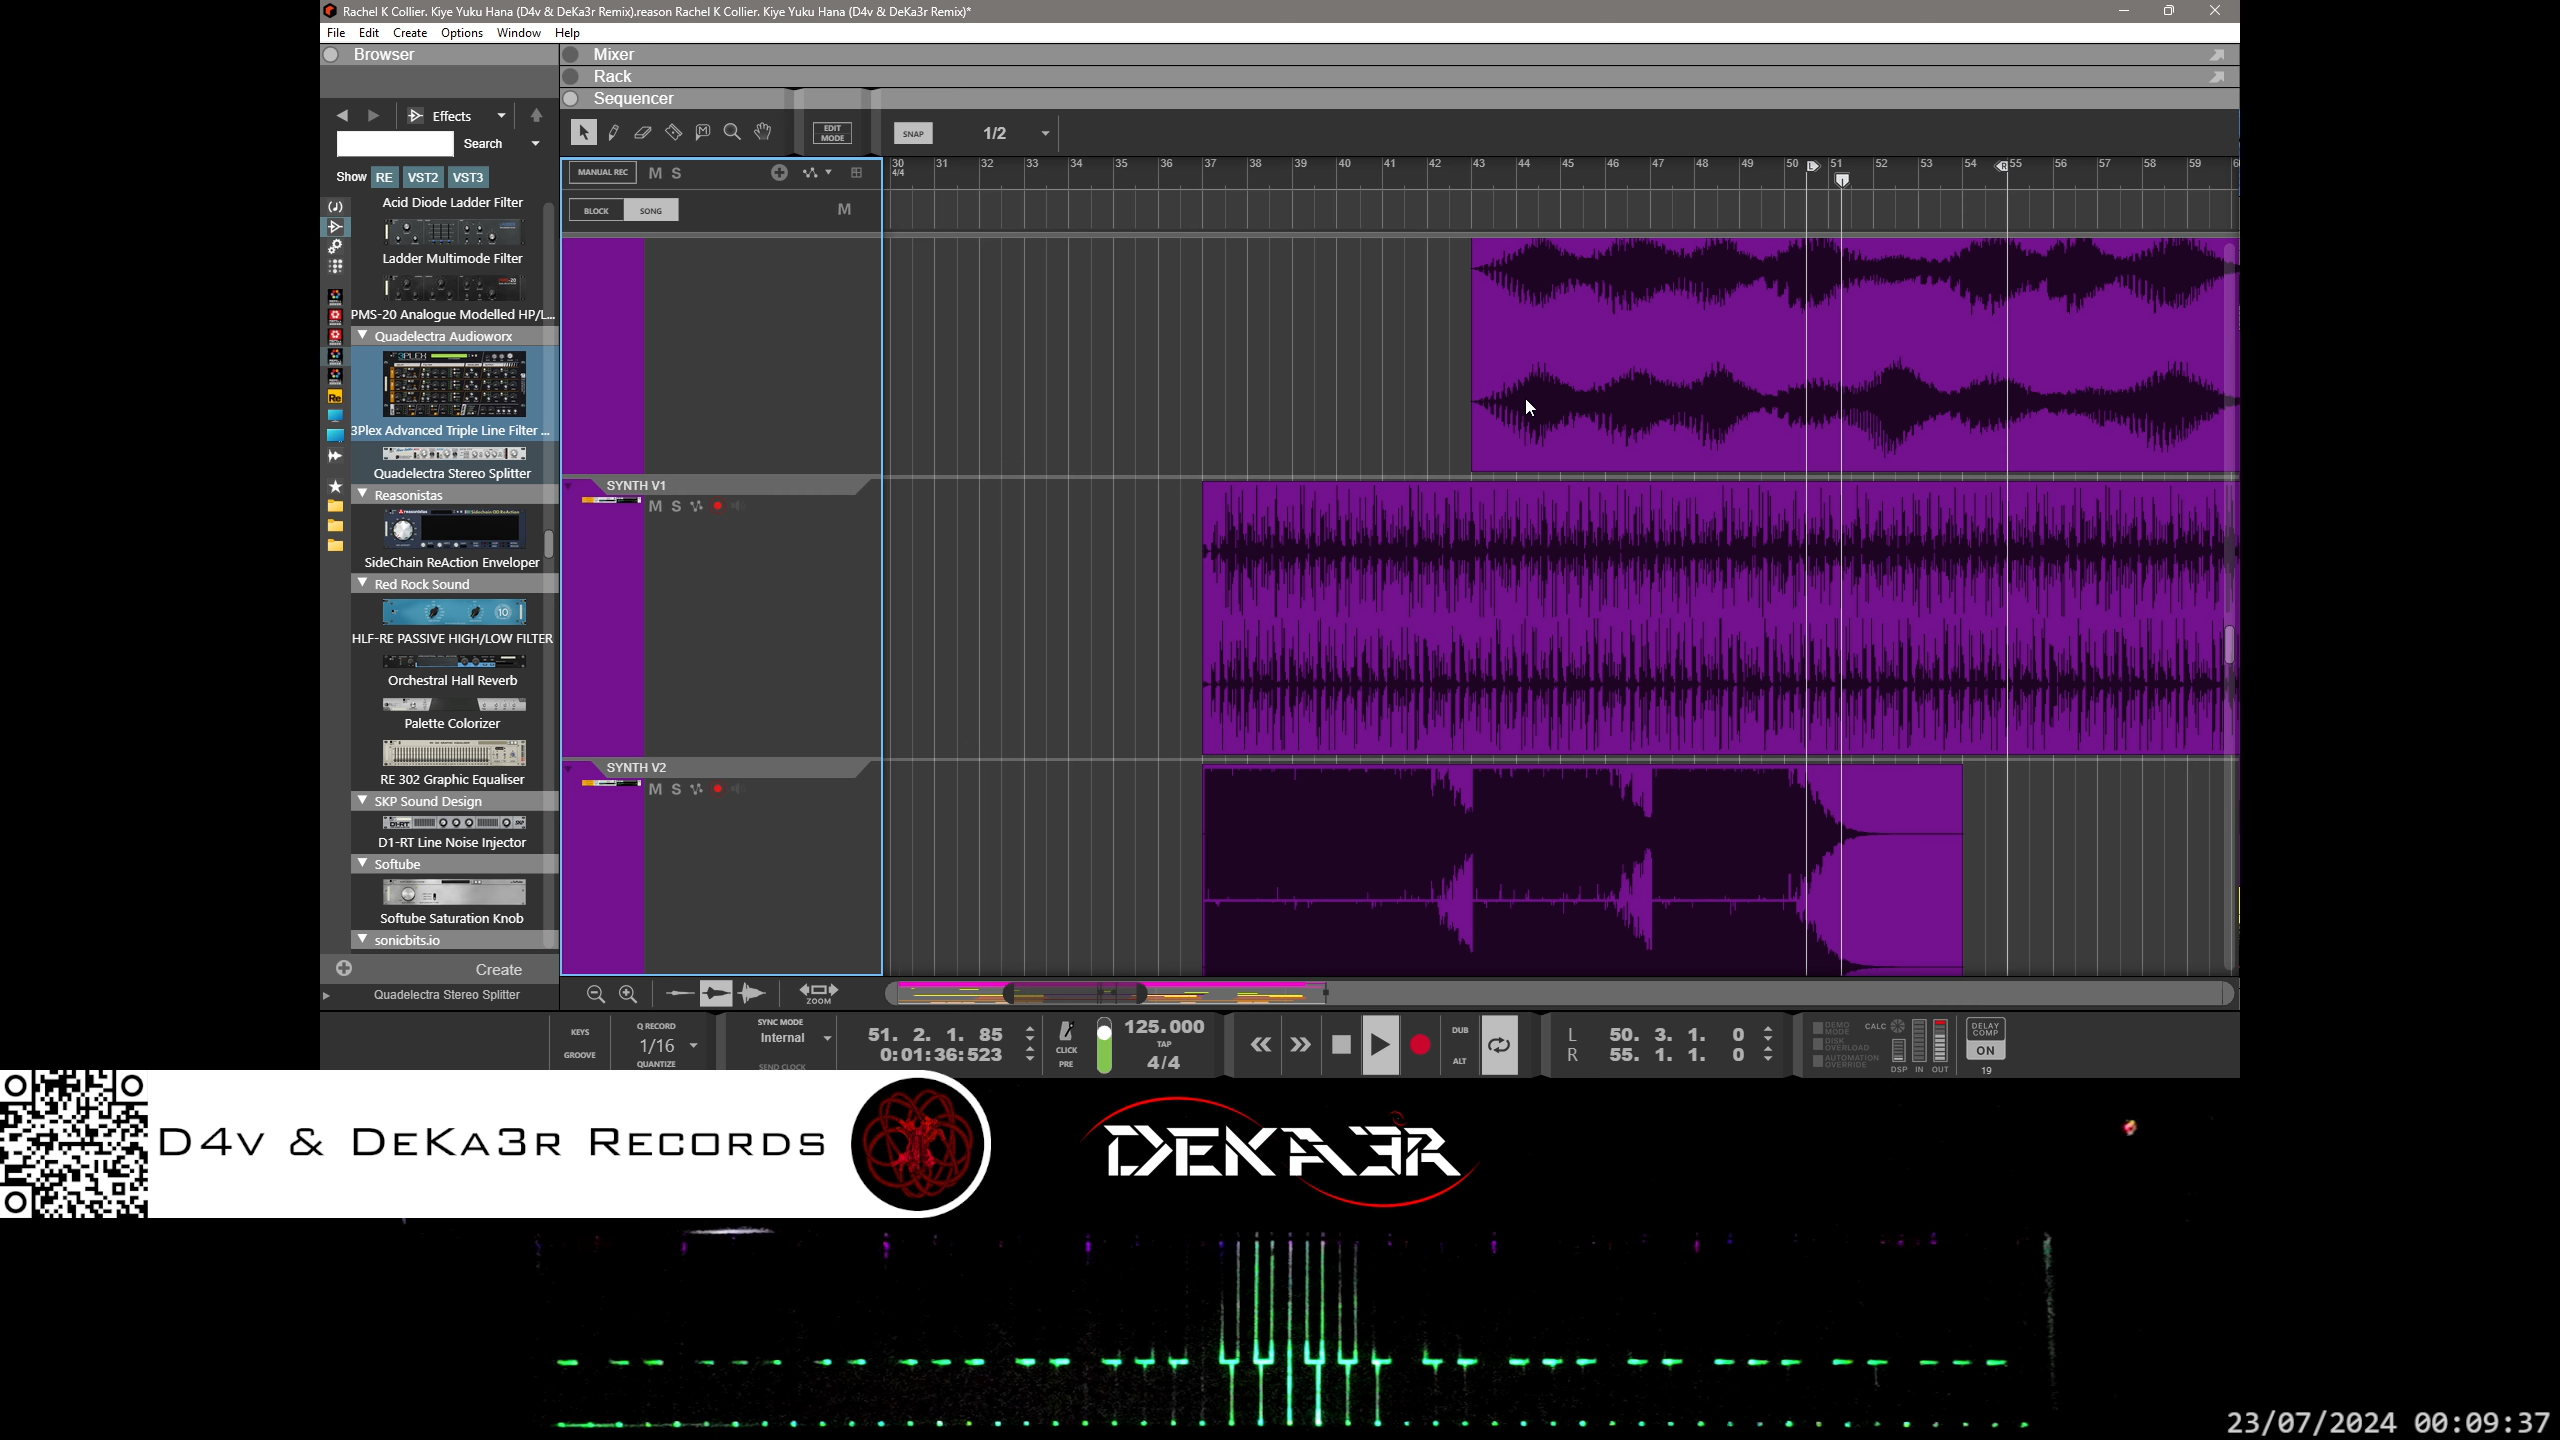 Rachel K Collier. Kiye Yuku Hana (D4v & DeKa3r Remix).reason Rachel K Collier. Kiye Yuku Hana (D4v & DeKa3r Remix)*
File Edit Create Options Window Help
Browser
Mixer
Rack
Sequencer
Effects
Search
EDIT MODE
SNAP
1/2
Show RE VST2 VST3
MANUAL REC M S
30 31 32 33 34 35 36 37 38 39 40 41 42 43 44 45 46 47 48 49 50 51 52 53 54 55 56 57 58 59
4/4
L
R
BLOCK SONG M
Acid Diode Ladder Filter
Ladder Multimode Filter
PMS-20 Analogue Modelled HP/L...
Quadelectra Audioworx
3PLEX
3Plex Advanced Triple Line Filter ...
Quadelectra Stereo Splitter
Reasonistas
SideChain ReAction Enveloper
Red Rock Sound
HLF-RE PASSIVE HIGH/LOW FILTER
Orchestral Hall Reverb
Palette Colorizer
RE 302 Graphic Equaliser
SKP Sound Design
D1-RT Line Noise Injector
Softube
Softube Saturation Knob
sonicbits.io
Create
Quadelectra Stereo Splitter
SYNTH V1
M S
SYNTH V2
M S
ZOOM
KEYS
GROOVE
Q RECORD
1/16
QUANTIZE
SYNC MODE
Internal
SEND CLOCK
51. 2. 1. 85
0:01:36:523
CLICK
PRE
125.000
TAP
4/4
DUB
ALT
L 50. 3. 1. 0
R 55. 1. 1. 0
DEMO MODE
DISK OVERLOAD
AUTOMATION OVERRIDE
CALC
DSP IN OUT
DELAY COMP
ON
19
D4v & DeKa3r Records
DEKA3R
23/07/2024 00:09:37